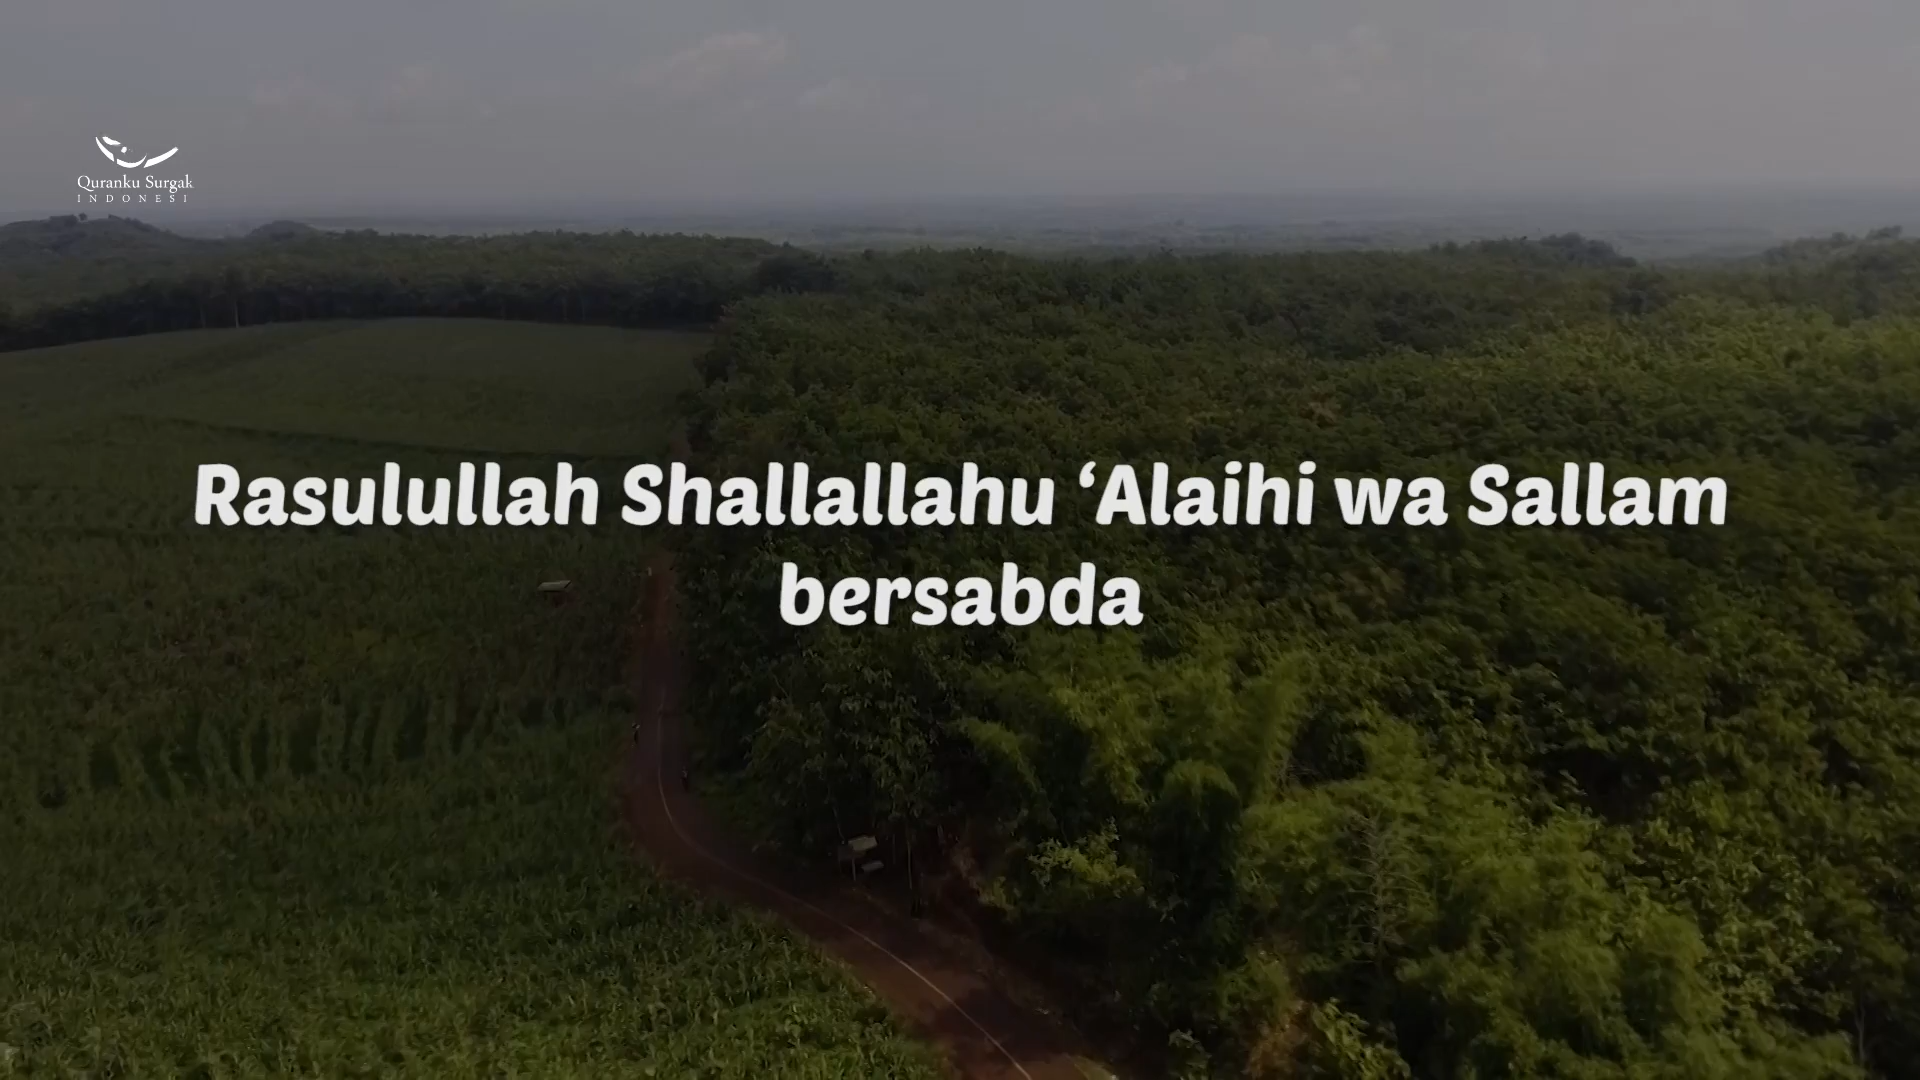 Quranku Surgak
INDONESI
Rasulullah Shallallahu ‘Alaihi wa Sallam
bersabda